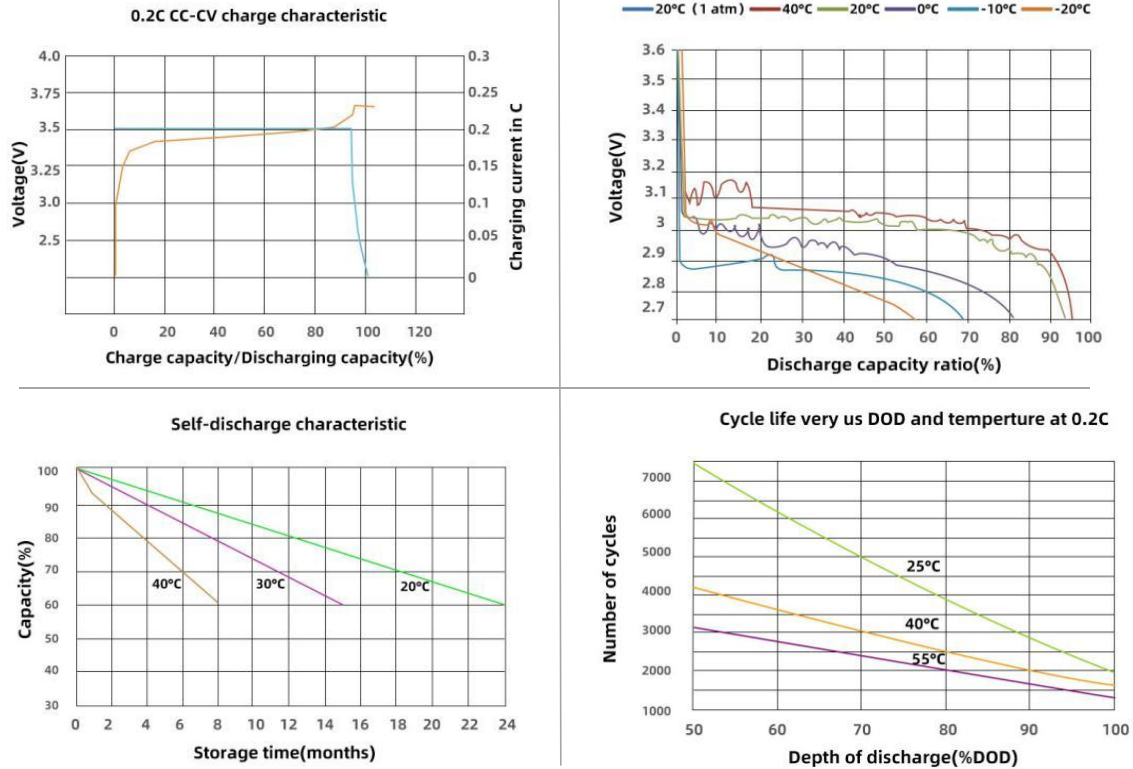 0.2C CC-CV charge characteristic
4.0
3.75
3.5
3.25
3.0
2.5
Voltage(V)
0.3
0.25
0.2
0.15
0.1
0.05
0
Charging current in C
0 20 40 60 80 100 120
Charge capacity/Discharging capacity(%)
20°C (1 atm) 40°C 20°C 0°C -10°C -20°C
3.6
3.5
3.4
3.3
3.2
3.1
3
2.9
2.8
2.7
Voltage(V)
0 10 20 30 40 50 60 70 80 90 100
Discharge capacity ratio(%)
Self-discharge characteristic
100
90
80
70
60
50
40
30
Capacity(%)
40°C 30°C 20°C
0 2 4 6 8 10 12 14 16 18 20 22 24
Storage time(months)
Cycle life very us DOD and temperture at 0.2C
7000
6000
5000
4000
3000
2000
1000
Number of cycles
25°C
40°C
55°C
50 60 70 80 90 100
Depth of discharge(%DOD)